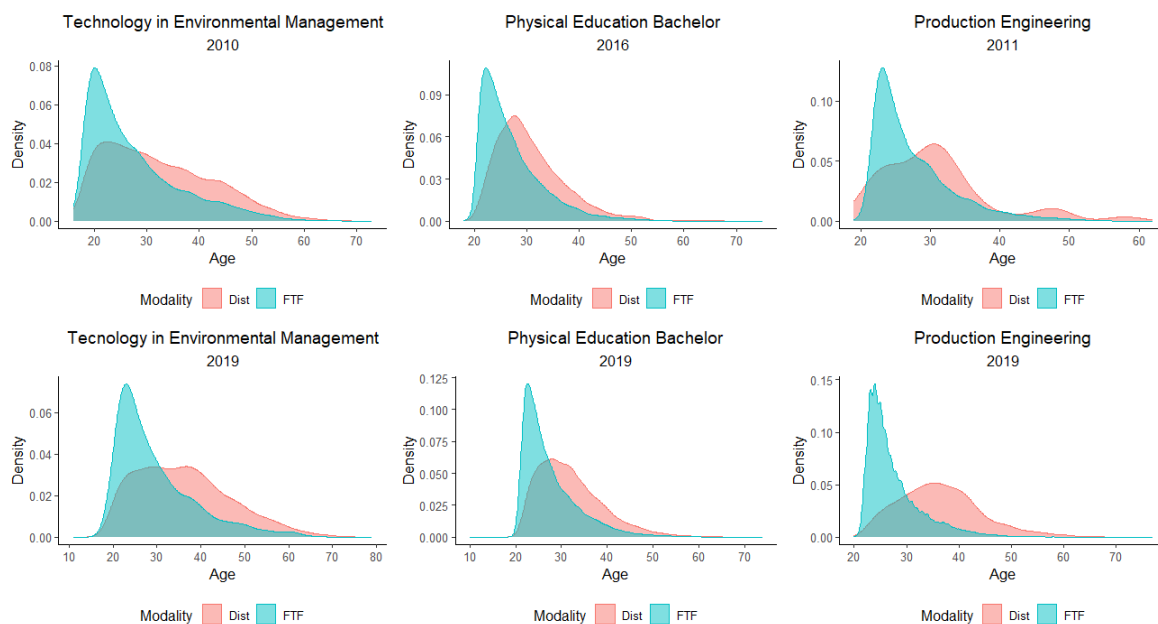 Technology in Environmental Management
2010
Density
0.08
0.06
0.04
0.02
0.00
20 30 40 50 60 70
Age
Modality Dist FTF
Physical Education Bachelor
2016
Density
0.09
0.06
0.03
0.00
20 30 40 50 60 70
Age
Modality Dist FTF
Production Engineering
2011
Density
0.10
0.05
0.00
20 30 40 50 60
Age
Modality Dist FTF
Tecnology in Environmental Management
2019
Density
0.06
0.04
0.02
0.00
10 20 30 40 50 60 70 80
Age
Modality Dist FTF
Physical Education Bachelor
2019
Density
0.125
0.100
0.075
0.050
0.025
0.000
10 20 30 40 50 60 70
Age
Modality Dist FTF
Production Engineering
2019
Density
0.15
0.10
0.05
0.00
20 30 40 50 60 70
Age
Modality Dist FTF